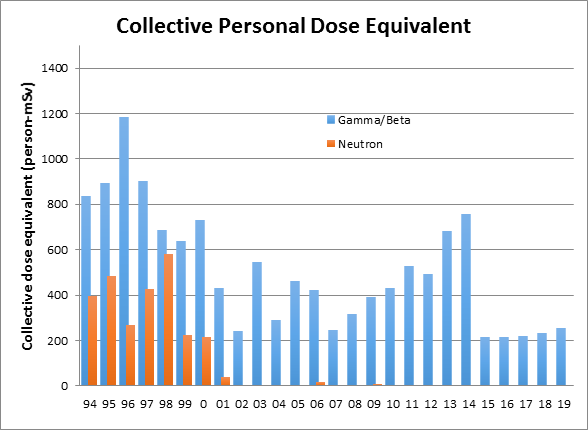 Collective Personal Dose Equivalent
Collective dose equivalent (person-mSv)
1400
1200
1000
800
600
400
200
0
Gamma/Beta
Neutron
94 95 96 97 98 99 0 01 02 03 04 05 06 07 08 09 10 11 12 13 14 15 16 17 18 19